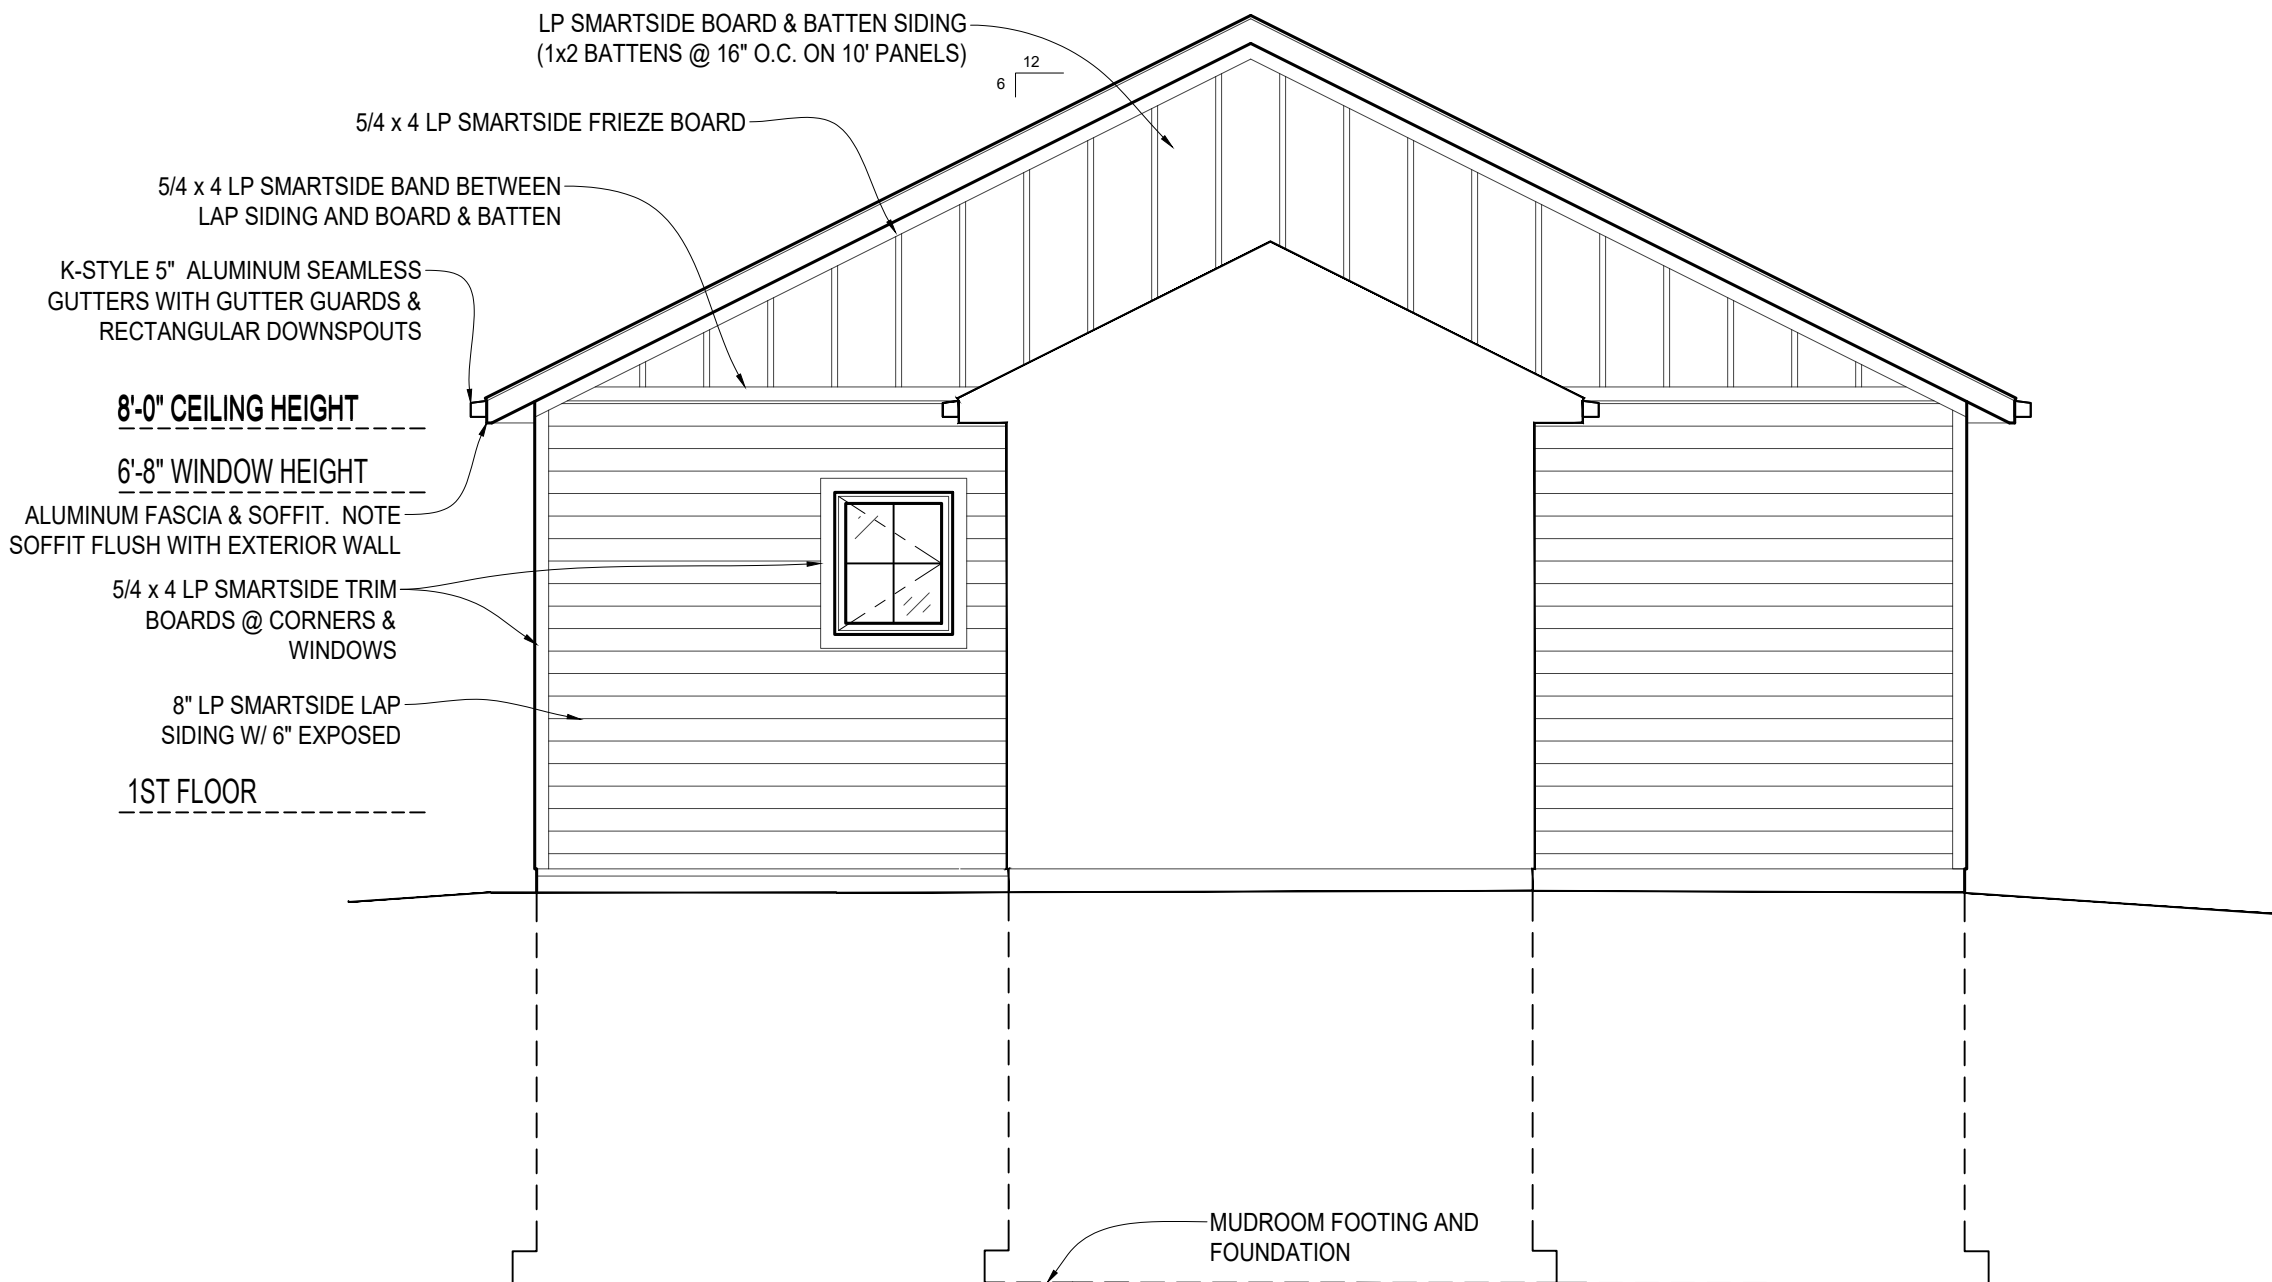 LP SMARTSIDE BOARD & BATTEN SIDING
(1x2 BATTENS @ 16" O.C. ON 10' PANELS)
12
6
5/4 x 4 LP SMARTSIDE FRIEZE BOARD
5/4 x 4 LP SMARTSIDE BAND BETWEEN
LAP SIDING AND BOARD & BATTEN
K-STYLE 5" ALUMINUM SEAMLESS
GUTTERS WITH GUTTER GUARDS &
RECTANGULAR DOWNSPOUTS
8'-0" CEILING HEIGHT
6'-8" WINDOW HEIGHT
ALUMINUM FASCIA & SOFFIT. NOTE
SOFFIT FLUSH WITH EXTERIOR WALL
5/4 x 4 LP SMARTSIDE TRIM
BOARDS @ CORNERS &
WINDOWS
8" LP SMARTSIDE LAP
SIDING W/ 6" EXPOSED
1ST FLOOR
MUDROOM FOOTING AND
FOUNDATION